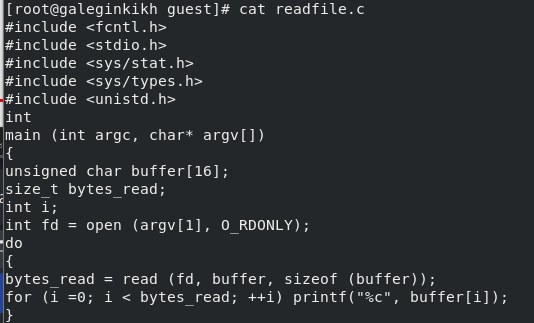 [root@galeginkikh guest]# cat readfile.c
#include <fcntl.h>
#include <stdio.h>
#include <sys/stat.h>
#include <sys/types.h>
#include <unistd.h>
int
main (int argc, char* argv[])
{
unsigned char buffer[16];
size_t bytes_read;
int i;
int fd = open (argv[1], O_RDONLY);
do
{
bytes_read = read (fd, buffer, sizeof (buffer));
for (i =0; i < bytes_read; ++i) printf("%c", buffer[i]);
}